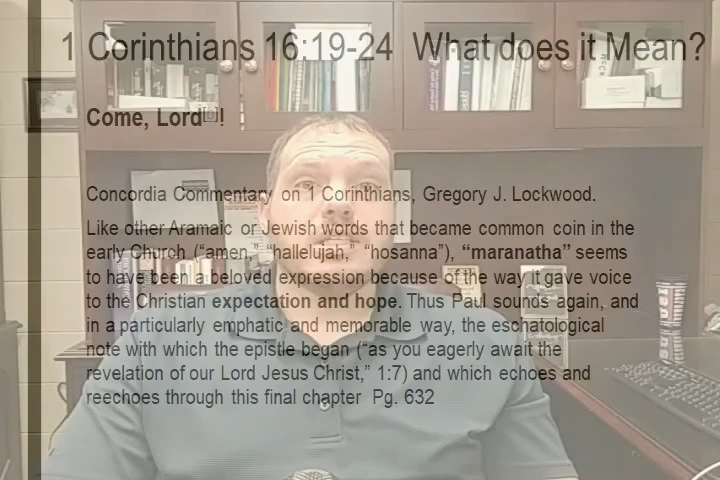 1 Corinthians 16:19-24 What does it Mean?
Come, Lord[o]!
Concordia Commentary on 1 Corinthians, Gregory J. Lockwood.
Like other Aramaic or Jewish words that became common coin in the
early Church (“amen,” “hallelujah,” “hosanna”), “maranatha” seems
to have been a beloved expression because of the way it gave voice
to the Christian expectation and hope. Thus Paul sounds again, and
in a particularly emphatic and memorable way, the eschatological
note with which the epistle began (“as you eagerly await the
revelation of our Lord Jesus Christ,” 1:7) and which echoes and
reechoes through this final chapter Pg. 632